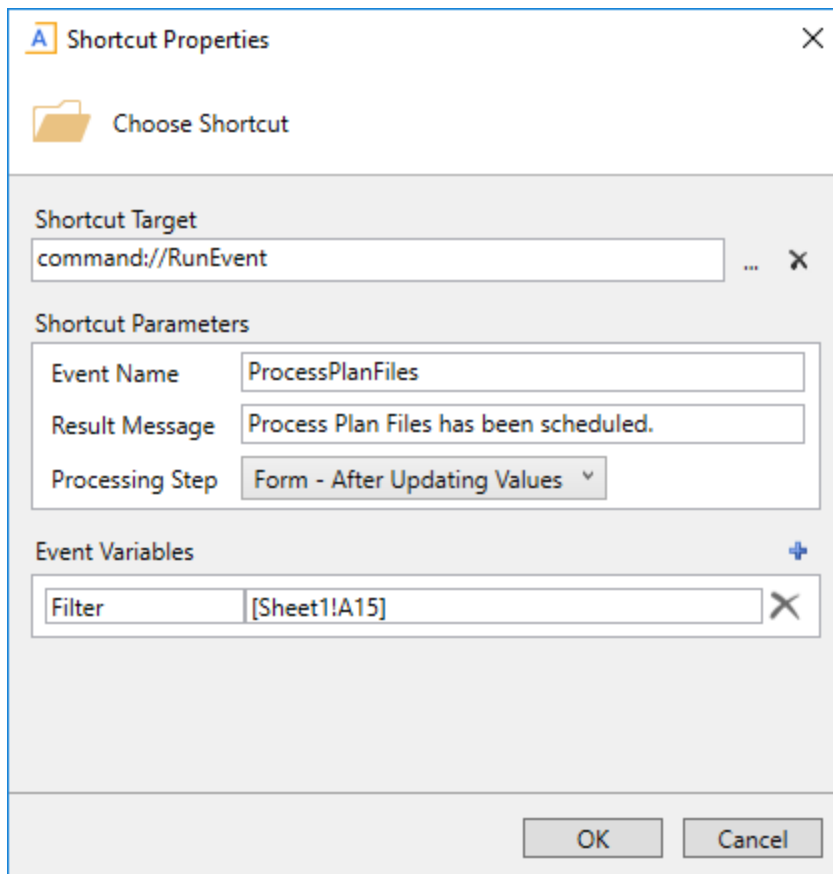 A Shortcut Properties
Choose Shortcut
Shortcut Target
command://RunEvent ...
Shortcut Parameters
Event Name ProcessPlanFiles
Result Message Process Plan Files has been scheduled.
Processing Step Form - After Updating Values
Event Variables
Filter [Sheet1!A15]
OK Cancel